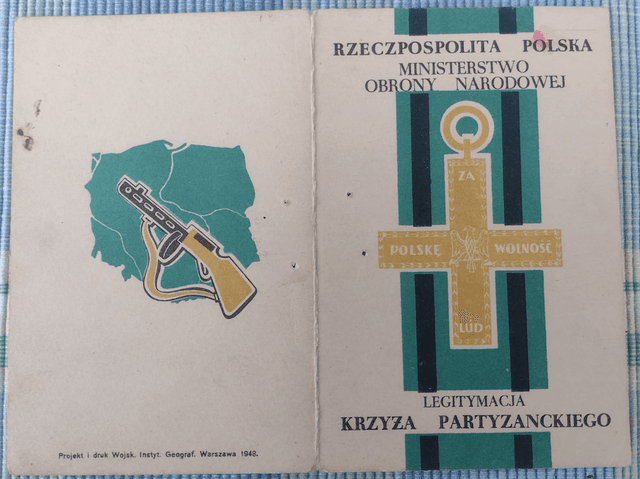 Projekt i druk Wojsk. Instyt. Geograf. Warszawa 1948.
RZECZPOSPOLITA POLSKA
MINISTERSTWO
OBRONY NARODOWEJ
ZA
POLSKĘ WOLNOŚĆ
LUD
LEGITYMACJA
KRZYŻA PARTYZANCKIEGO